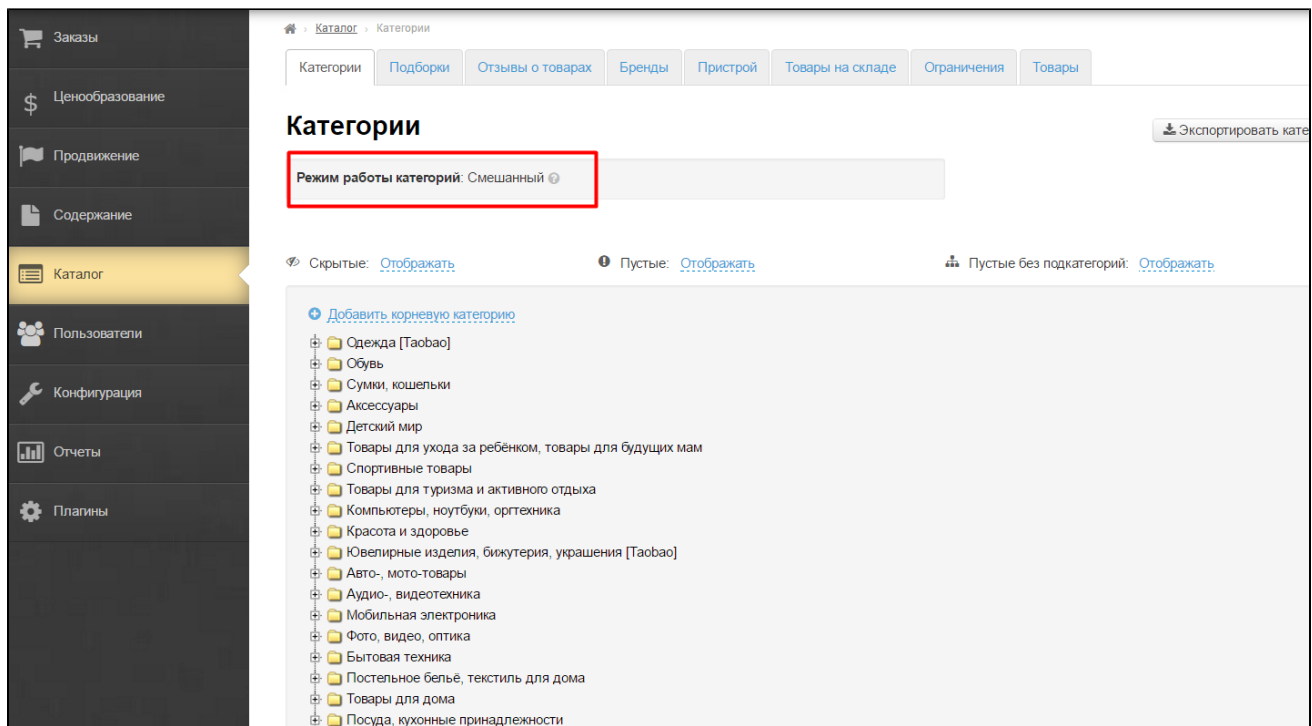 Заказы
Ценообразование
Продвижение
Содержание
Каталог
Пользователи
Конфигурация
Отчеты
Плагины
Каталог › Категории
Категории Подборки Отзывы о товарах Бренды Пристрой Товары на складе Ограничения Товары
Категории
Экспортировать кате
Режим работы категорий: Смешанный
Скрытые: Отображать Пустые: Отображать Пустые без подкатегорий: Отображать
Добавить корневую категорию
Одежда [Taobao]
Обувь
Сумки, кошельки
Аксессуары
Детский мир
Товары для ухода за ребёнком, товары для будущих мам
Спортивные товары
Товары для туризма и активного отдыха
Компьютеры, ноутбуки, оргтехника
Красота и здоровье
Ювелирные изделия, бижутерия, украшения [Taobao]
Авто-, мото-товары
Аудио-, видеотехника
Мобильная электроника
Фото, видео, оптика
Бытовая техника
Постельное бельё, текстиль для дома
Товары для дома
Посуда, кухонные принадлежности